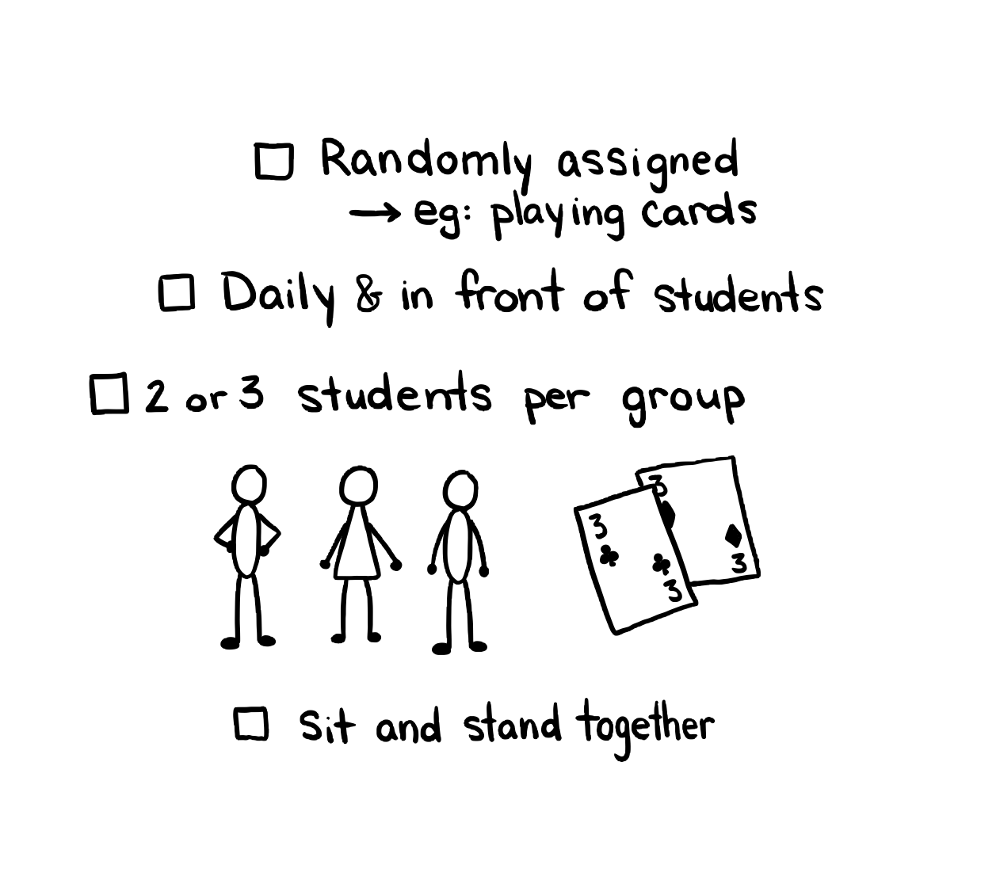 Randomly assigned
→ eg: playing cards
Daily & in front of students
2 or 3 students per group
3
3
3
3
Sit and stand together